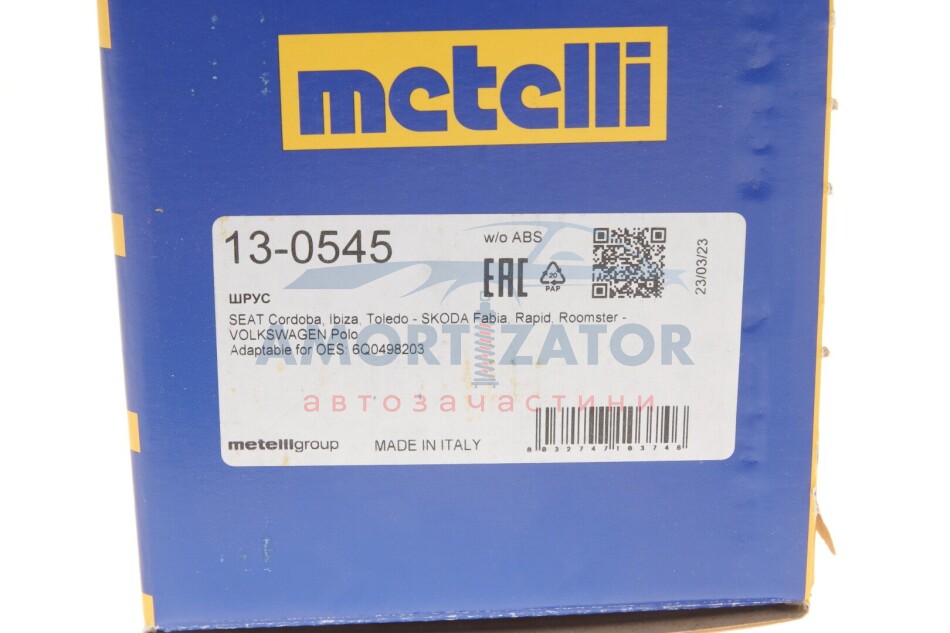 metelli
13-0545
w/o ABS
EAC
20
PAP
23/03/23
ШРУС
SEAT Cordoba, Ibiza, Toledo - SKODA Fabia, Rapid, Roomster -
VOLKSWAGEN Polo
Adaptable for OES: 6Q0498203
AMORTIZATOR
автозачастини
metelligroup
MADE IN ITALY
8032747183748